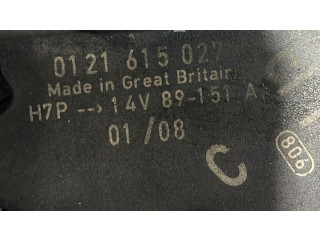 0121 615 027
Made in Great Britain
H7P --> 14V 89-151 A
01/08
C
806